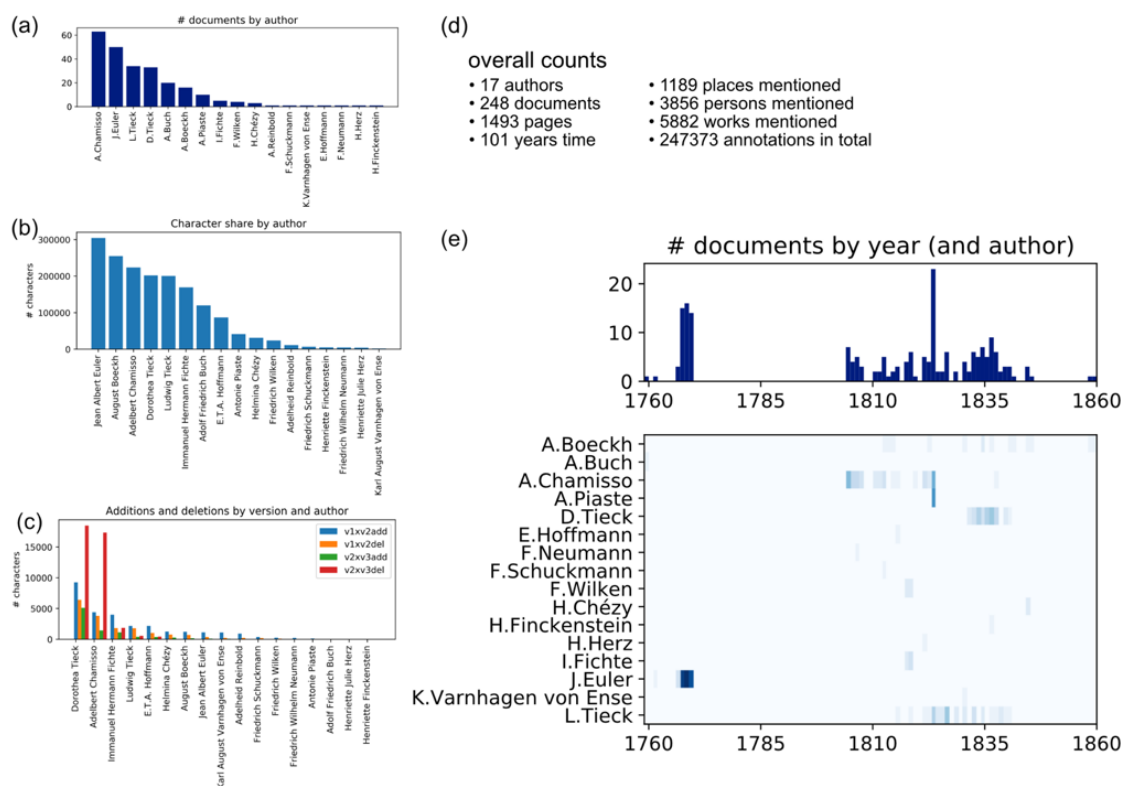 (a)
# documents by author
60
40
20
0
A.Chamisso
J.Euler
L.Tieck
D.Tieck
A.Buch
A.Boeckh
A.Piaste
I.Fichte
F.Wilken
H.Chézy
A.Reinbold
F.Schuckmann
K.Varnhagen von Ense
E.Hoffmann
F.Neumann
H.Herz
H.Finckenstein
(b)
Character share by author
# characters
300000
200000
100000
0
Jean Albert Euler
August Boeckh
Adelbert Chamisso
Dorothea Tieck
Ludwig Tieck
Immanuel Hermann Fichte
Adolf Friedrich Buch
E.T.A. Hoffmann
Antonie Piaste
Helmina Chézy
Friedrich Wilken
Adelheid Reinbold
Friedrich Schuckmann
Henriette Finckenstein
Friedrich Wilhelm Neumann
Henriette Julie Herz
Karl August Varnhagen von Ense
(c)
Additions and deletions by version and author
# characters
15000
10000
5000
0
v1xv2add
v1xv2del
v2xv3add
v2xv3del
Dorothea Tieck
Adelbert Chamisso
Immanuel Hermann Fichte
Ludwig Tieck
E.T.A. Hoffmann
Helmina Chézy
August Boeckh
Jean Albert Euler
Karl August Varnhagen von Ense
Adelheid Reinbold
Friedrich Schuckmann
Friedrich Wilken
Friedrich Wilhelm Neumann
Antonie Piaste
Adolf Friedrich Buch
Henriette Julie Herz
Henriette Finckenstein
(d)
overall counts
• 17 authors
• 248 documents
• 1493 pages
• 101 years time
• 1189 places mentioned
• 3856 persons mentioned
• 5882 works mentioned
• 247373 annotations in total
(e)
# documents by year (and author)
20
10
0
1760 1785 1810 1835 1860
A.Boeckh
A.Buch
A.Chamisso
A.Piaste
D.Tieck
E.Hoffmann
F.Neumann
F.Schuckmann
F.Wilken
H.Chézy
H.Finckenstein
H.Herz
I.Fichte
J.Euler
K.Varnhagen von Ense
L.Tieck
1760 1785 1810 1835 1860